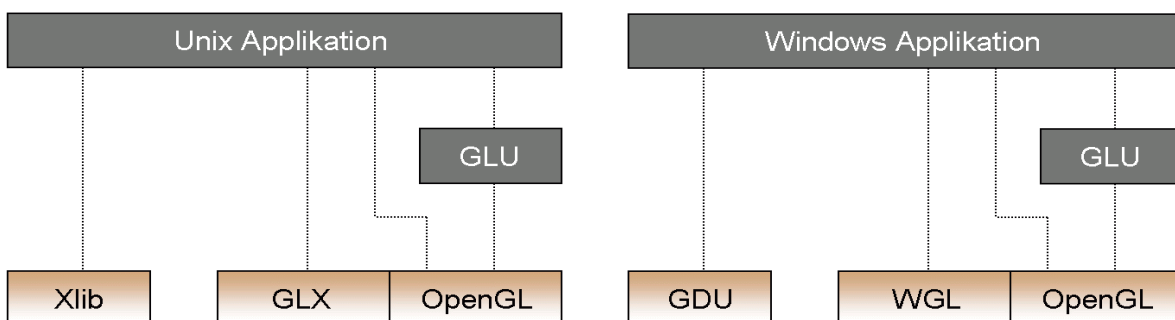 Unix Applikation
Windows Applikation
GLU
GLU
Xlib
GLX
OpenGL
GDU
WGL
OpenGL